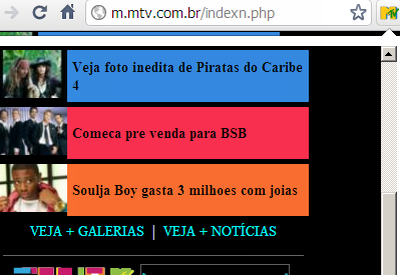 m.mtv.com.br/indexn.php
Veja foto inedita de Piratas do Caribe
4
Comeca pre venda para BSB
Soulja Boy gasta 3 milhoes com joias
VEJA + GALERIAS | VEJA + NOTÍCIAS